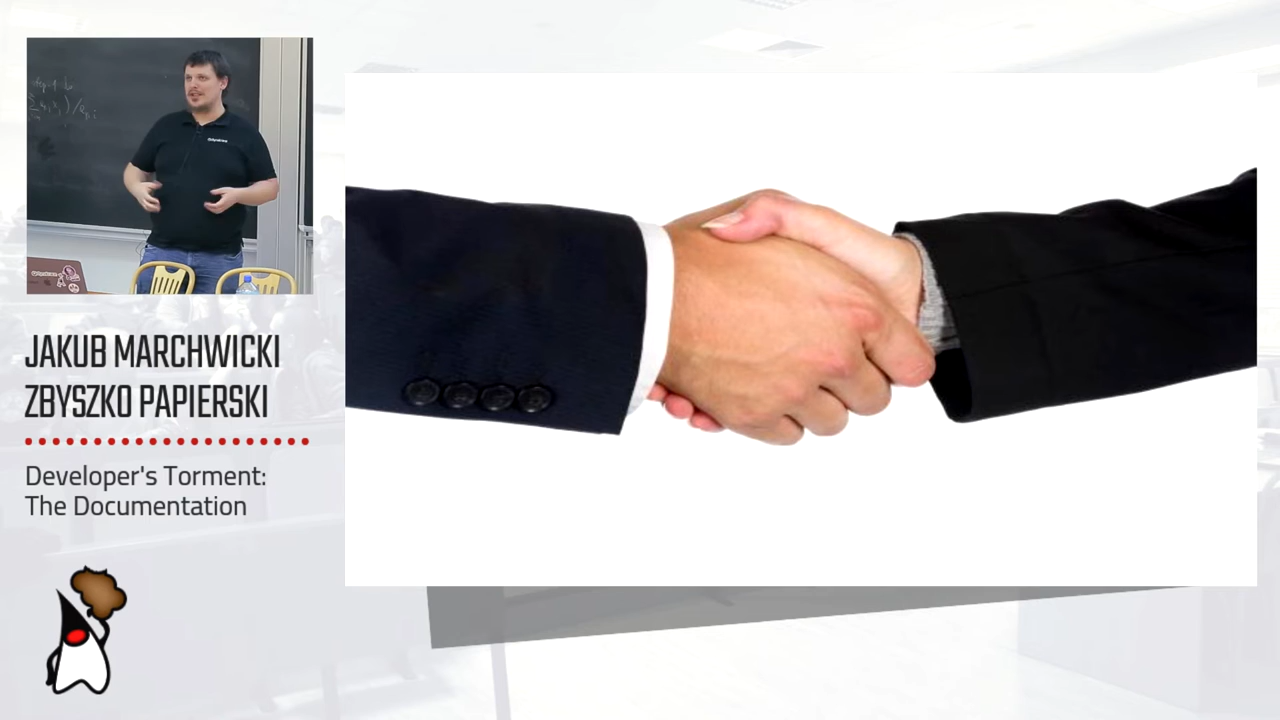 JAKUB MARCHWICKI
ZBYSZKO PAPIERSKI
Developer's Torment:
The Documentation